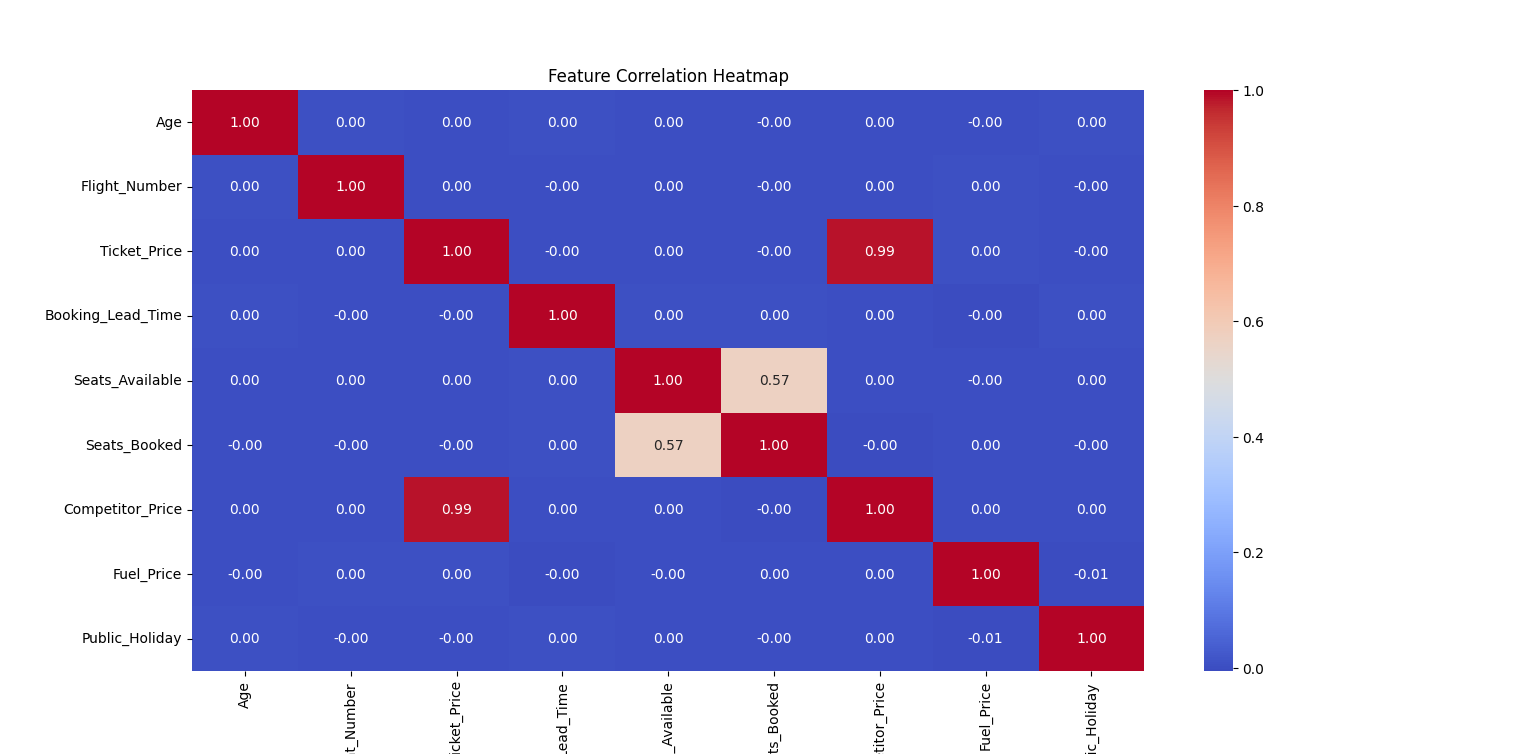 Feature Correlation Heatmap
Age 1.00 0.00 0.00 0.00 0.00 -0.00 0.00 -0.00 0.00
Flight_Number 0.00 1.00 0.00 -0.00 0.00 -0.00 0.00 0.00 -0.00
Ticket_Price 0.00 0.00 1.00 -0.00 0.00 -0.00 0.99 0.00 -0.00
Booking_Lead_Time 0.00 -0.00 -0.00 1.00 0.00 0.00 0.00 -0.00 0.00
Seats_Available 0.00 0.00 0.00 0.00 1.00 0.57 0.00 -0.00 0.00
Seats_Booked -0.00 -0.00 -0.00 0.00 0.57 1.00 -0.00 0.00 -0.00
Competitor_Price 0.00 0.00 0.99 0.00 0.00 -0.00 1.00 0.00 0.00
Fuel_Price -0.00 0.00 0.00 -0.00 -0.00 0.00 0.00 1.00 -0.01
Public_Holiday 0.00 -0.00 -0.00 0.00 0.00 -0.00 0.00 -0.01 1.00
Age
t_Number
icket_Price
Lead_Time
_Available
ts_Booked
titor_Price
Fuel_Price
ic_Holiday
1.0
0.8
0.6
0.4
0.2
0.0